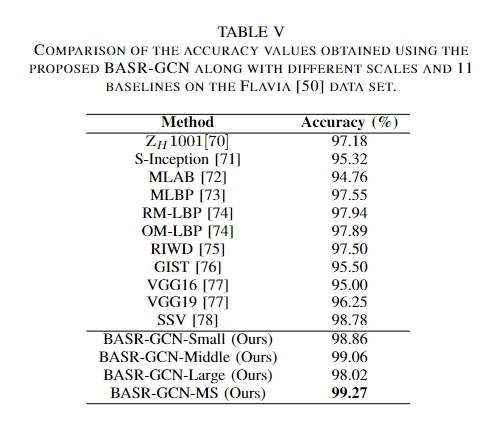 TABLE V
COMPARISON OF THE ACCURACY VALUES OBTAINED USING THE
PROPOSED BASR-GCN ALONG WITH DIFFERENT SCALES AND 11
BASELINES ON THE FLAVIA [50] DATA SET.
Method Accuracy (%)
Z_H1001[70] 97.18
S-Inception [71] 95.32
MLAB [72] 94.76
MLBP [73] 97.55
RM-LBP [74] 97.94
OM-LBP [74] 97.89
RIWD [75] 97.50
GIST [76] 95.50
VGG16 [77] 95.00
VGG19 [77] 96.25
SSV [78] 98.78
BASR-GCN-Small (Ours) 98.86
BASR-GCN-Middle (Ours) 99.06
BASR-GCN-Large (Ours) 98.02
BASR-GCN-MS (Ours) 99.27